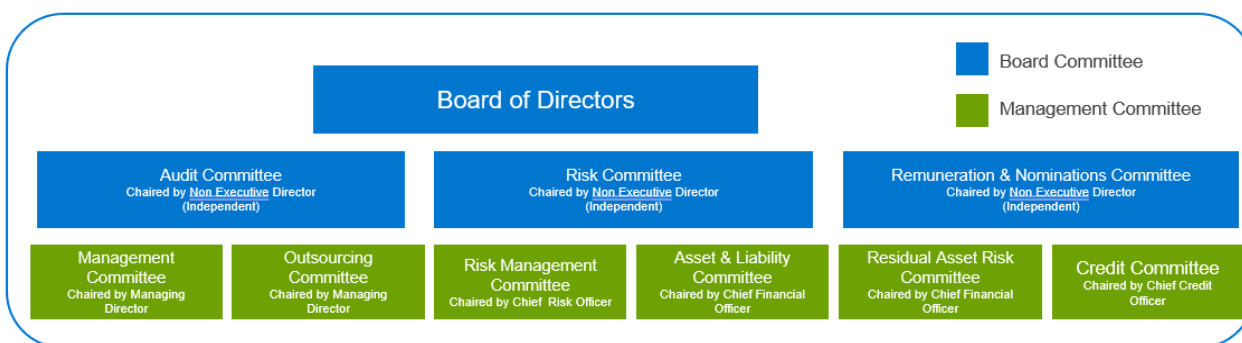 Board of Directors
Board Committee
Management Committee
Audit Committee
Chaired by Non Executive Director
(Independent)
Risk Committee
Chaired by Non Executive Director
(Independent)
Remuneration & Nominations Committee
Chaired by Non Executive Director
(Independent)
Management
Committee
Chaired by Managing
Director
Outsourcing
Committee
Chaired by Managing
Director
Risk Management
Committee
Chaired by Chief Risk Officer
Asset & Liability
Committee
Chaired by Chief Financial
Officer
Residual Asset Risk
Committee
Chaired by Chief Financial
Officer
Credit Committee
Chaired by Chief Credit
Officer